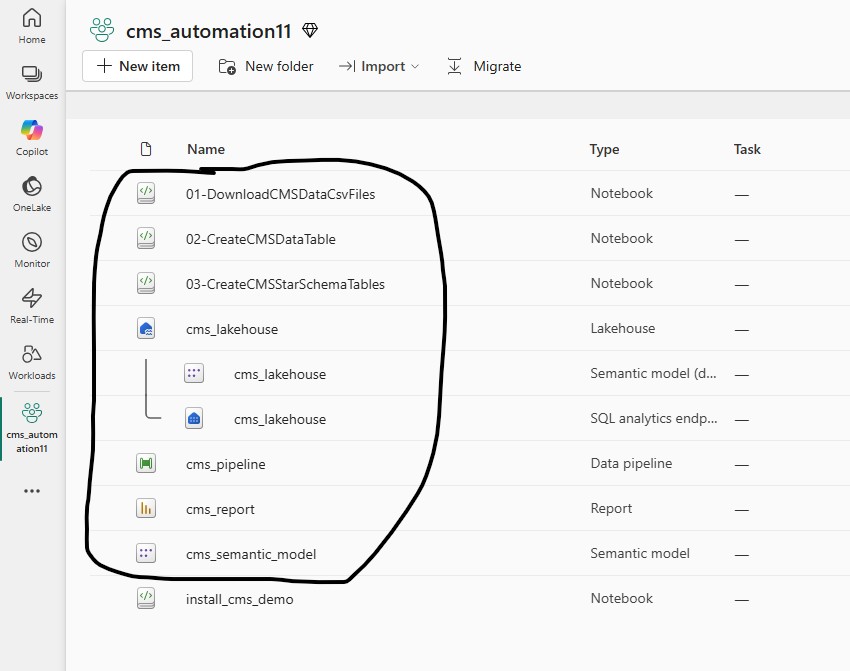 cms_automation11
New item
New folder
Import
Migrate
Home
Workspaces
Copilot
OneLake
Monitor
Real-Time
Workloads
cms_autom
ation11
Name Type Task
01-DownloadCMSDataCsvFiles Notebook —
02-CreateCMSDataTable Notebook —
03-CreateCMSStarSchemaTables Notebook —
cms_lakehouse Lakehouse —
cms_lakehouse Semantic model (d... —
cms_lakehouse SQL analytics endp... —
cms_pipeline Data pipeline —
cms_report Report —
cms_semantic_model Semantic model —
install_cms_demo Notebook —